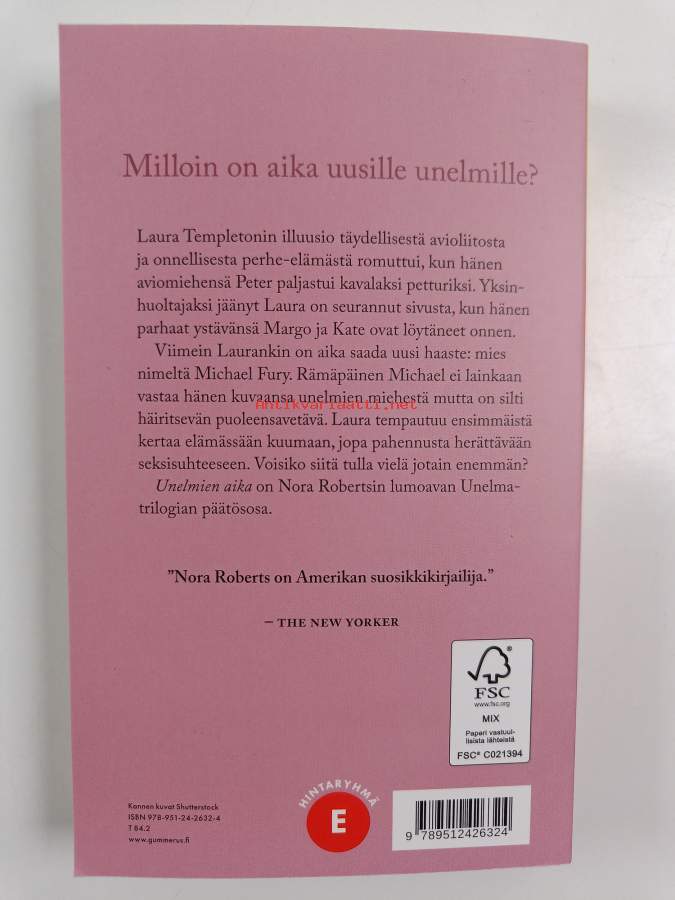 Milloin on aika uusille unelmille?
Laura Templetonin illuusio täydellisestä avioliitosta
ja onnellisesta perhe-elämästä romuttui, kun hänen
aviomiehensä Peter paljastui kavalaksi petturiksi. Yksin-
huoltajaksi jäänyt Laura on seurannut sivusta, kun hänen
parhaat ystävänsä Margo ja Kate ovat löytäneet onnen.
Viimein Laurankin on aika saada uusi haaste: mies
nimeltä Michael Fury. Rämäpäinen Michael ei lainkaan
vastaa hänen kuvaansa unelmien miehestä mutta on silti
Antikvariaatti.net
häiritsevän puoleensavetävä. Laura tempautuu ensimmäistä
kertaa elämässään kuumaan, jopa pahennusta herättävään
seksisuhteeseen. Voisiko siitä tulla vielä jotain enemmän?
Unelmien aika on Nora Robertsin lumoavan Unelma-
trilogian päätösosa.
”Nora Roberts on Amerikan suosikkikirjailija.”
– THE NEW YORKER
FSC
www.fsc.org
MIX
Paperi vastuul-
lisista lähteistä
FSC® C021394
Kannen kuvat Shutterstock
ISBN 978-951-24-2632-4
T 84.2
www.gummerus.fi
HINTARYHMÄ
E
9 789512 426324